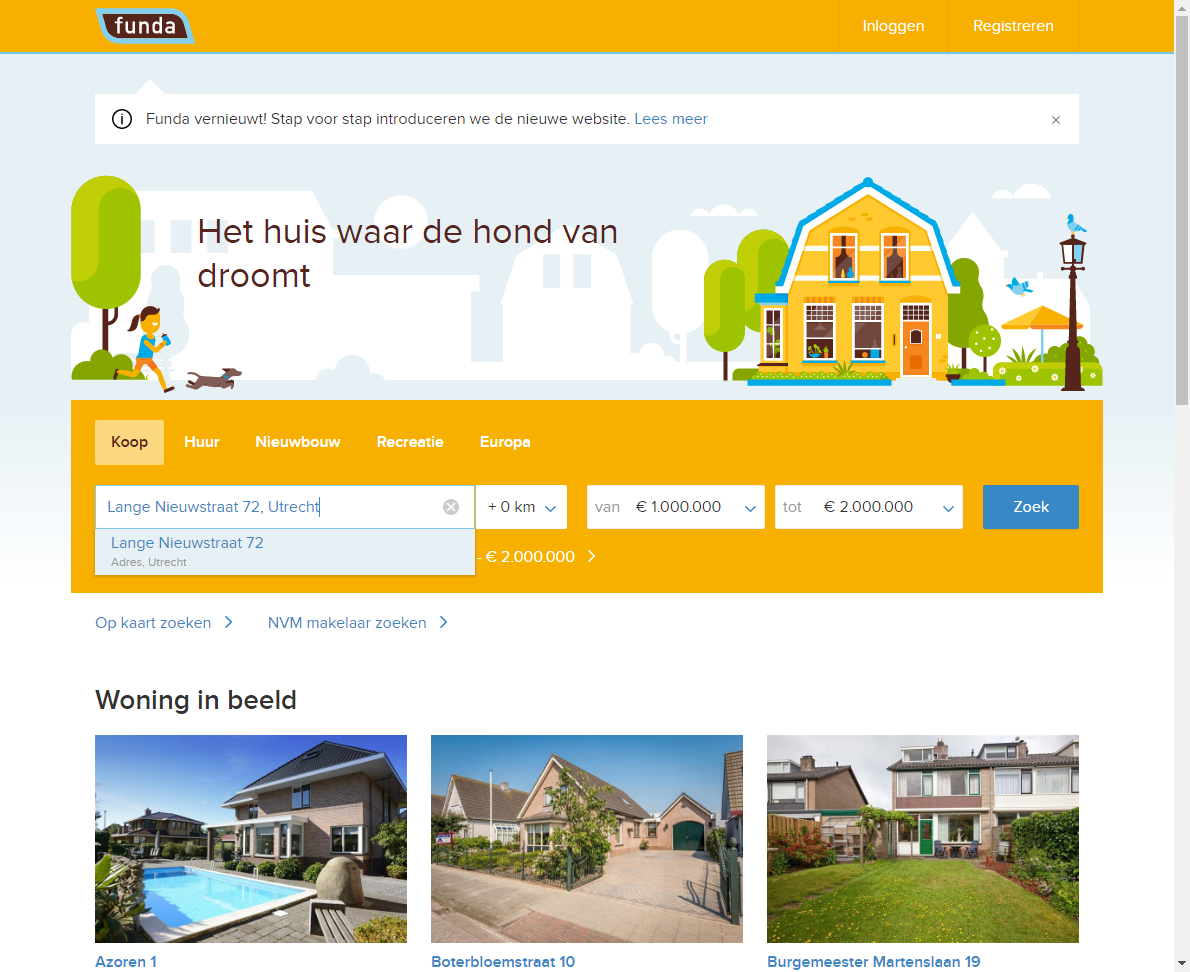 funda
Inloggen
Registreren
Funda vernieuwt! Stap voor stap introduceren we de nieuwe website. Lees meer
Het huis waar de hond van
droomt
Koop
Huur
Nieuwbouw
Recreatie
Europa
Lange Nieuwstraat 72, Utrecht
+ 0 km
van € 1.000.000
tot € 2.000.000
Zoek
Lange Nieuwstraat 72
Adres, Utrecht
- € 2.000.000
Op kaart zoeken
NVM makelaar zoeken
Woning in beeld
Azoren 1
Boterbloemstraat 10
Burgemeester Martenslaan 19